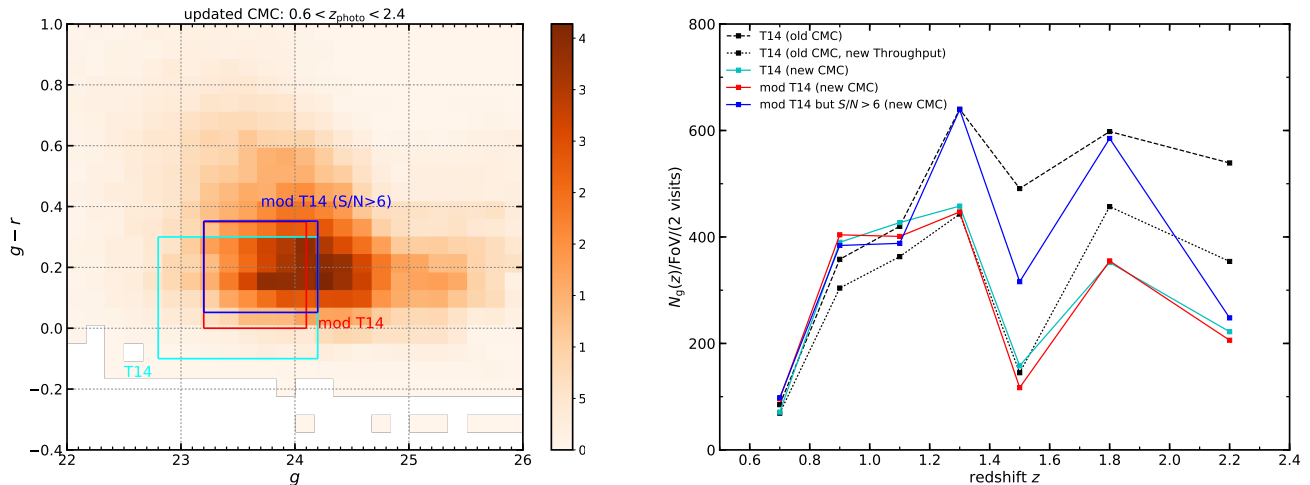 updated CMC: 0.6 < z_photo < 2.4
1.0
0.8
0.6
0.4
0.2
0.0
−0.2
−0.4
g − r
mod T14 (S/N>6)
mod T14
T14
22
23
24
25
26
g
4
3
3
2
2
1
1
5
0
800
600
400
200
0
N_g(z)/FoV/(2 visits)
T14 (old CMC)
T14 (old CMC, new Throughput)
T14 (new CMC)
mod T14 (new CMC)
mod T14 but S/N > 6 (new CMC)
0.6
0.8
1.0
1.2
1.4
1.6
1.8
2.0
2.2
2.4
redshift z